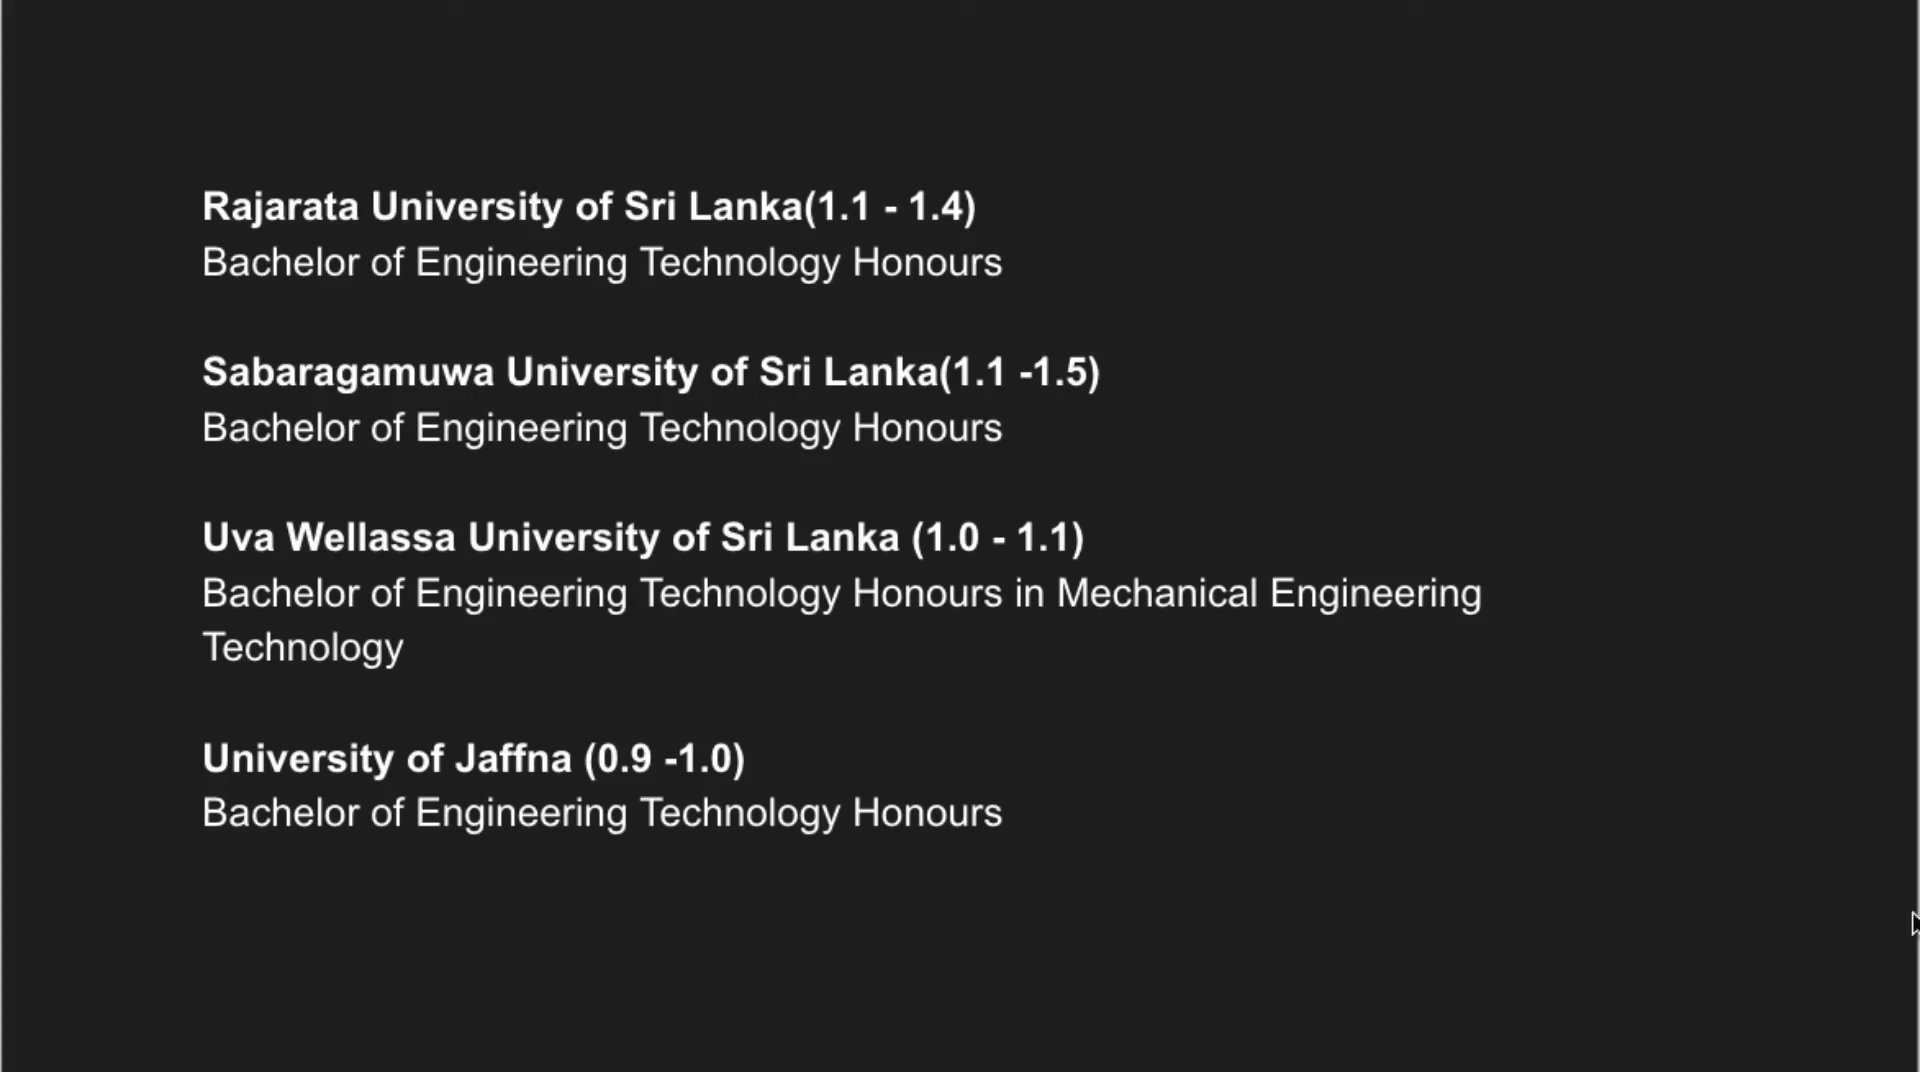 Rajarata University of Sri Lanka(1.1 - 1.4)
Bachelor of Engineering Technology Honours
Sabaragamuwa University of Sri Lanka(1.1 -1.5)
Bachelor of Engineering Technology Honours
Uva Wellassa University of Sri Lanka (1.0 - 1.1)
Bachelor of Engineering Technology Honours in Mechanical Engineering
Technology
University of Jaffna (0.9 -1.0)
Bachelor of Engineering Technology Honours